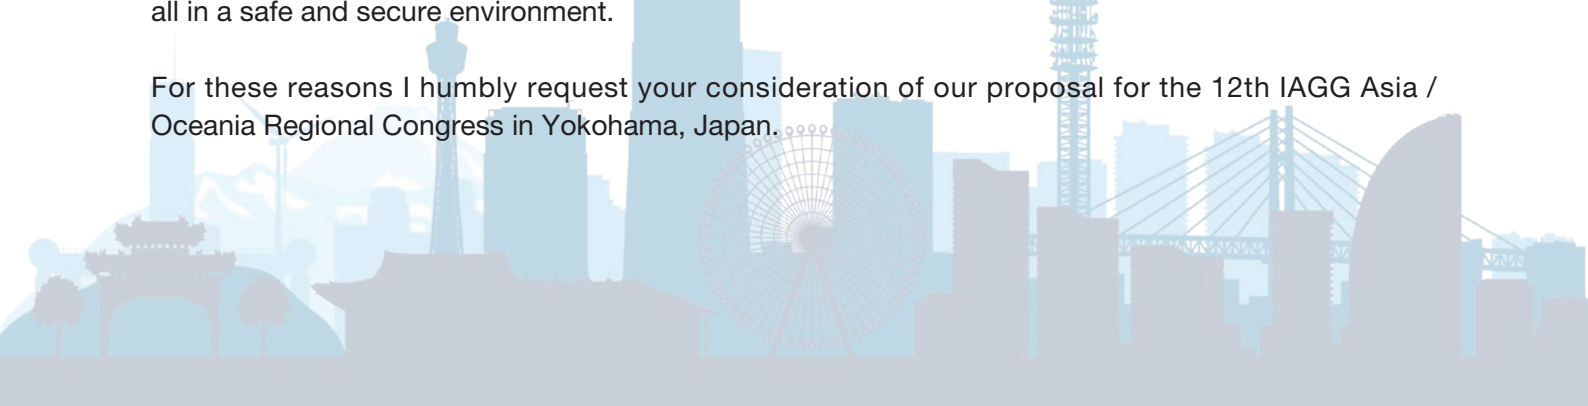 all in a safe and secure environment.
For these reasons I humbly request your consideration of our proposal for the 12th IAGG Asia /
Oceania Regional Congress in Yokohama, Japan.